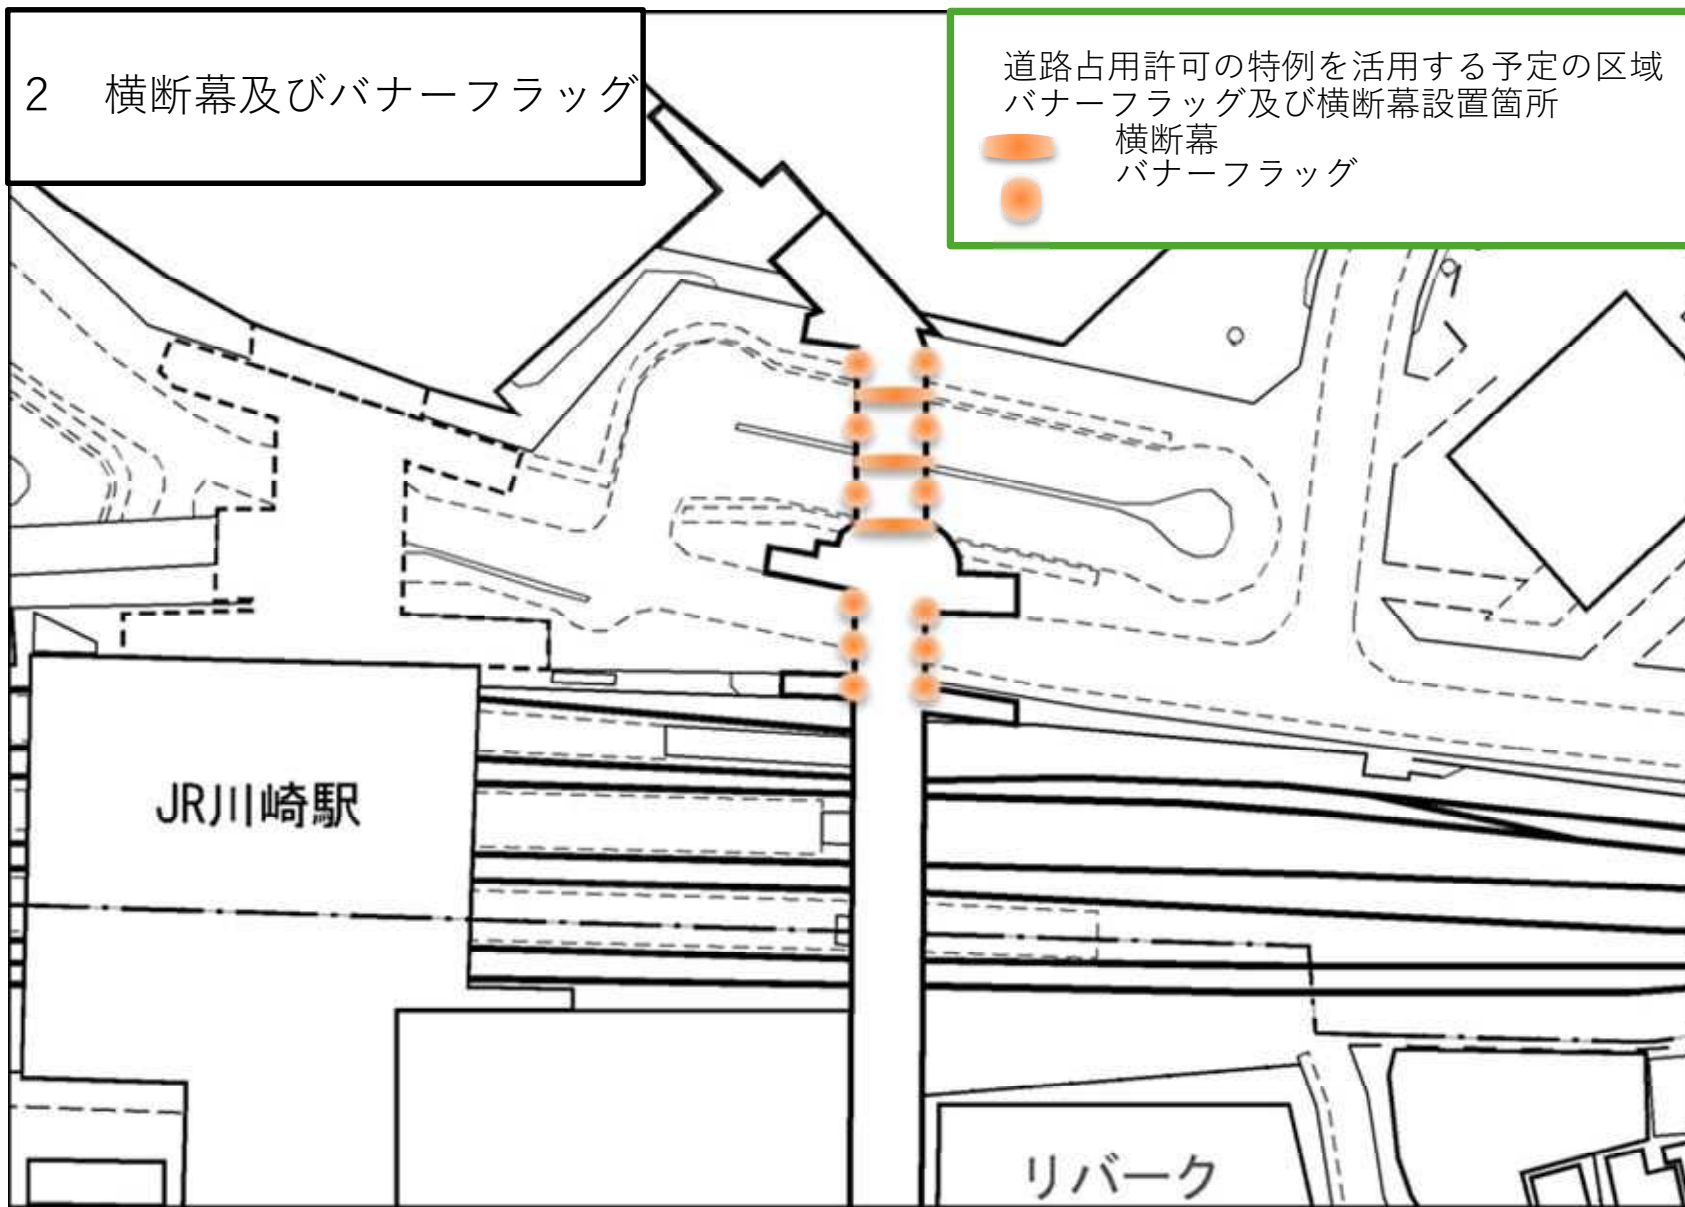 ２　横断幕及びバナーフラッグ
道路占用許可の特例を活用する予定の区域
バナーフラッグ及び横断幕設置箇所
横断幕
バナーフラッグ
JR川崎駅
リバーク